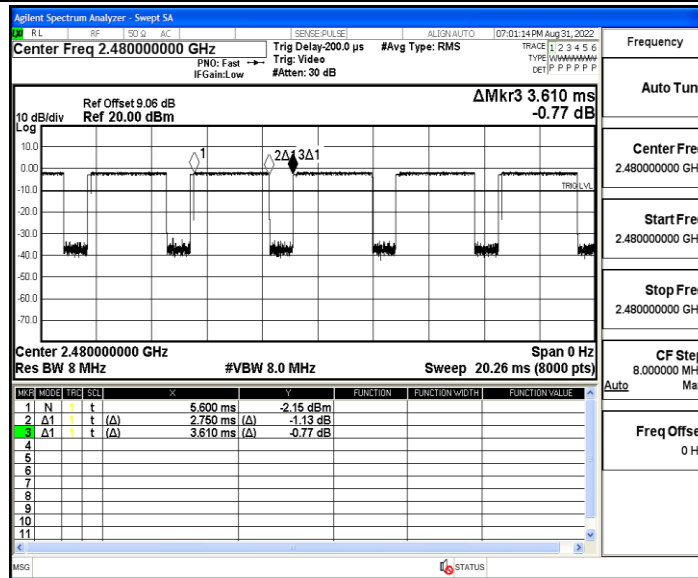 Agilent Spectrum Analyzer - Swept SA
RL RF 50 Ω AC SENSE:PULSE ALIGNAUTO 07:01:14 PM Aug 31, 2022
Center Freq 2.480000000 GHz
PNO: Fast
IFGain:Low
Trig Delay-200.0 µs
Trig: Video
#Atten: 30 dB
#Avg Type: RMS
TRACE 1 2 3 4 5 6
TYPE
DET P P P P P P
Frequency
ΔMkr3 3.610 ms
-0.77 dB
Ref Offset 9.06 dB
10 dB/div Ref 20.00 dBm
Log
10.0
0.00
-10.0
-20.0
-30.0
-40.0
-50.0
-60.0
-70.0
1
2Δ1 3Δ1
TRIG LVL
Center 2.480000000 GHz Span 0 Hz
Res BW 8 MHz #VBW 8.0 MHz Sweep 20.26 ms (8000 pts)
MKR MODE TRC SCL X Y FUNCTION FUNCTION WIDTH FUNCTION VALUE
1 N 1 t 5.600 ms -2.15 dBm
2 Δ1 1 t (Δ) 2.750 ms (Δ) -1.13 dB
3 Δ1 1 t (Δ) 3.610 ms (Δ) -0.77 dB
4
5
6
7
8
9
10
11
MSG STATUS
Auto Tun
Center Fre
2.480000000 GH
Start Fre
2.480000000 GH
Stop Fre
2.480000000 GH
CF Step
8.000000 MH
Auto Ma
Freq Offse
0 H